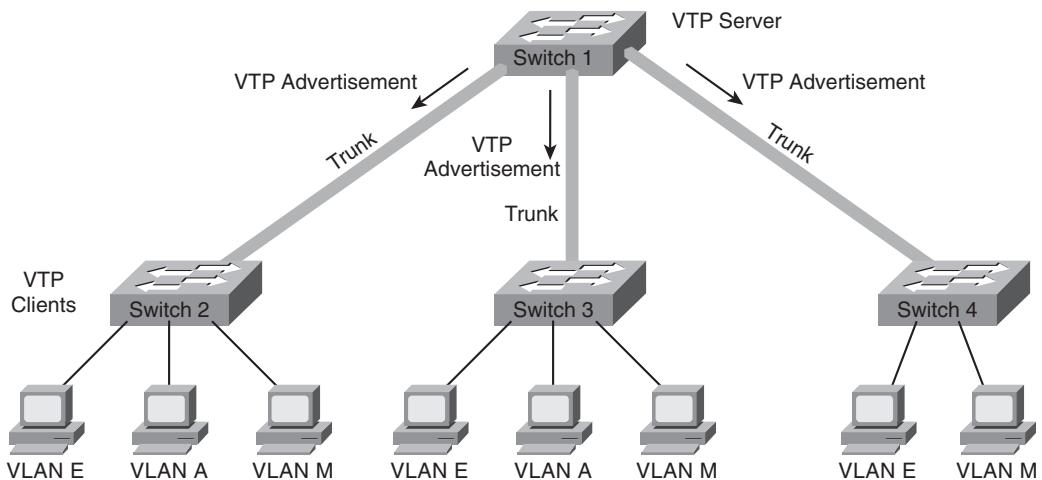 VTP Server
Switch 1
VTP Advertisement
VTP Advertisement
VTP
Advertisement
Trunk
Trunk
Trunk
VTP
Clients
Switch 2
Switch 3
Switch 4
VLAN E
VLAN A
VLAN M
VLAN E
VLAN A
VLAN M
VLAN E
VLAN M